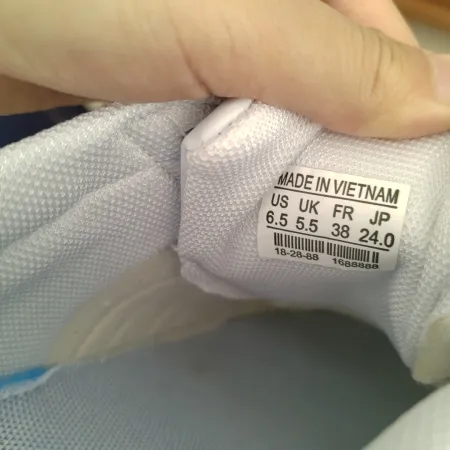 MADE IN VIETNAM
US UK FR JP
6.5 5.5 38 24.0
18-28-88 1688888